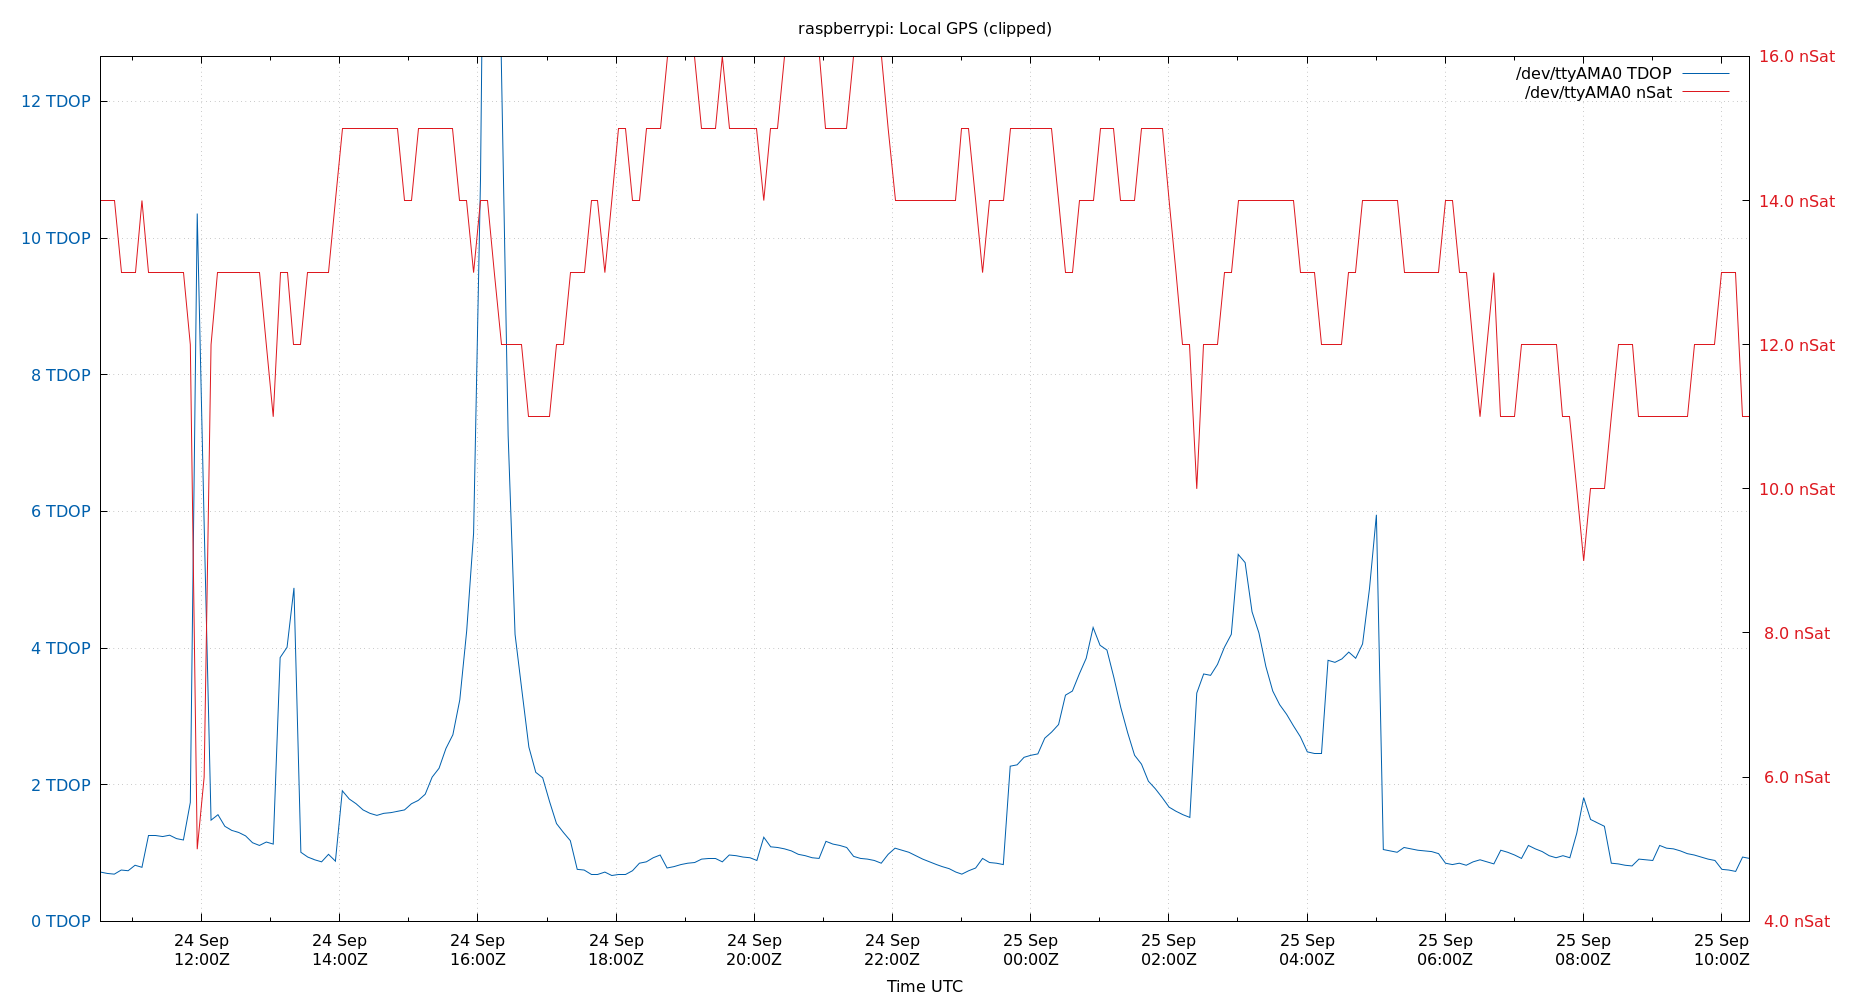 raspberrypi: Local GPS (clipped)
/dev/ttyAMA0 TDOP
/dev/ttyAMA0 nSat
12 TDOP
10 TDOP
8 TDOP
6 TDOP
4 TDOP
2 TDOP
0 TDOP
16.0 nSat
14.0 nSat
12.0 nSat
10.0 nSat
8.0 nSat
6.0 nSat
4.0 nSat
24 Sep 24 Sep 24 Sep 24 Sep 24 Sep 24 Sep 25 Sep 25 Sep 25 Sep 25 Sep 25 Sep 25 Sep
12:00Z 14:00Z 16:00Z 18:00Z 20:00Z 22:00Z 00:00Z 02:00Z 04:00Z 06:00Z 08:00Z 10:00Z
Time UTC